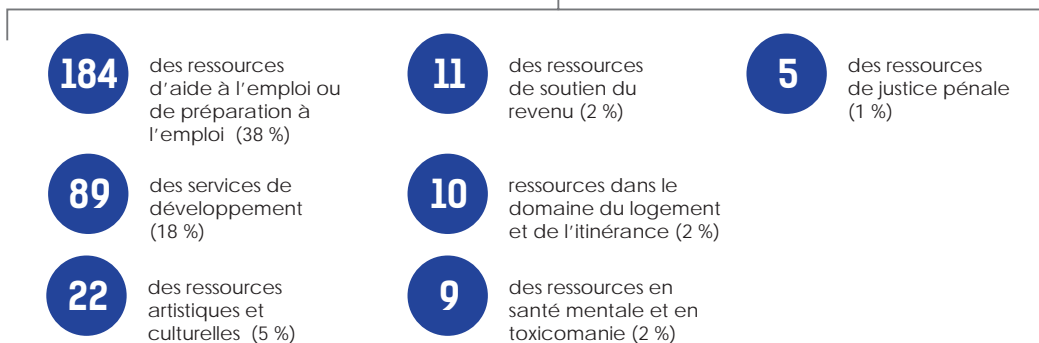 184
des ressources
d'aide à l'emploi ou
de préparation à
l'emploi (38 %)
89
des services de
développement
(18 %)
22
des ressources
artistiques et
culturelles (5 %)
11
des ressources
de soutien du
revenu (2 %)
10
ressources dans le
domaine du logement
et de l'itinérance (2 %)
9
des ressources en
santé mentale et en
toxicomanie (2 %)
5
des ressources
de justice pénale
(1 %)